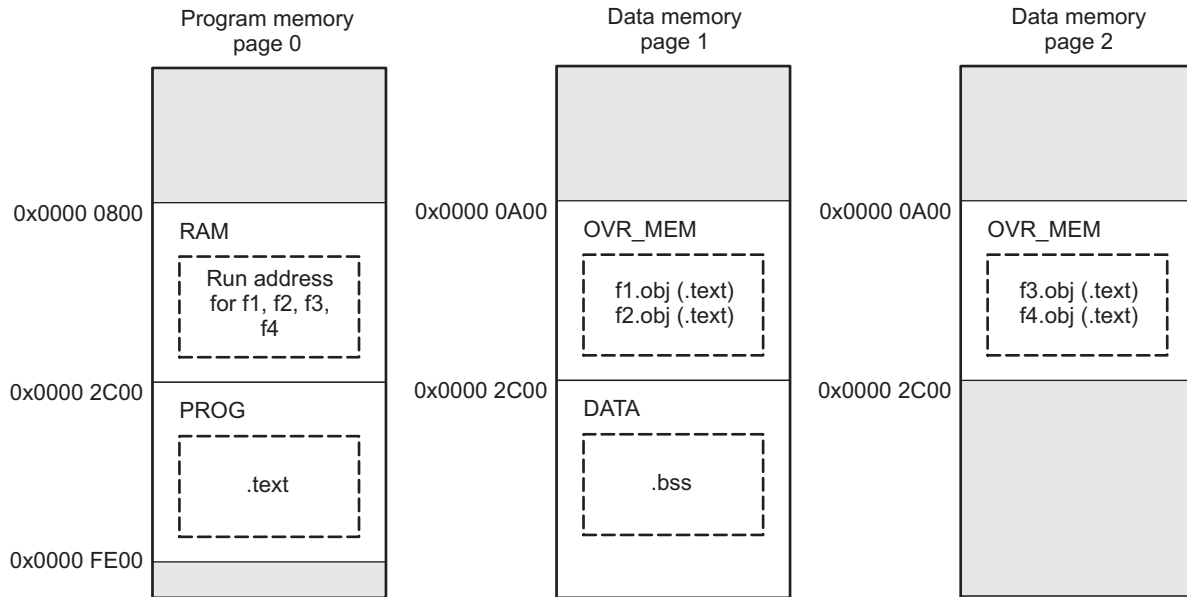 Program memory
page 0
0x0000 0800
RAM
Run address
for f1, f2, f3,
f4
0x0000 2C00
PROG
.text
0x0000 FE00
Data memory
page 1
0x0000 0A00
OVR_MEM
f1.obj (.text)
f2.obj (.text)
0x0000 2C00
DATA
.bss
Data memory
page 2
0x0000 0A00
OVR_MEM
f3.obj (.text)
f4.obj (.text)
0x0000 2C00